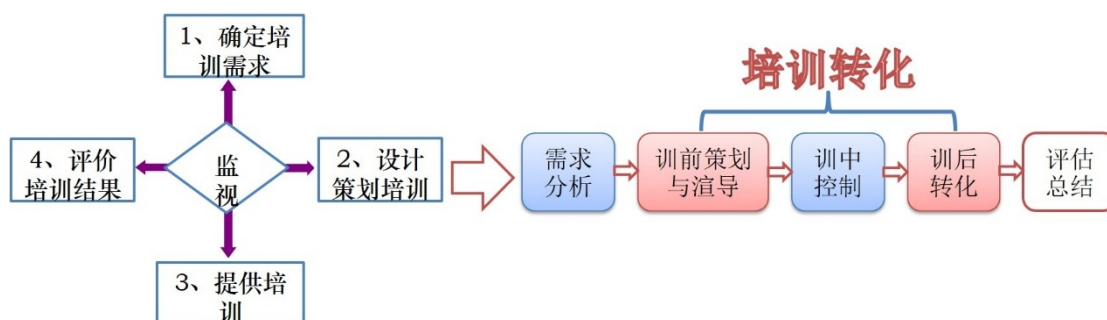 1、确定培
训需求
4、评价
培训结果
监
视
2、设计
策划培训
3、提供培
训
培训转化
需求
分析
训前策划
与渲导
训中
控制
训后
转化
评估
总结